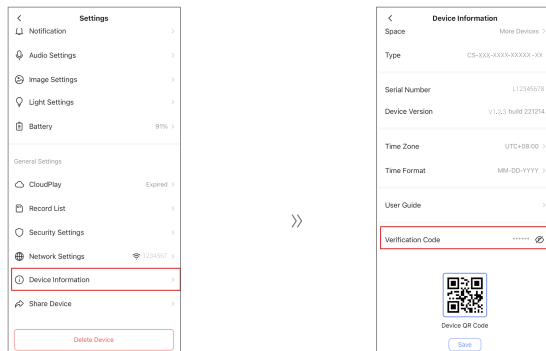 Settings
Notification
Audio Settings
Image Settings
Light Settings
Battery 91%
General Settings
CloudPlay Expired
Record List
Security Settings
Network Settings 1234567
Device Information
Share Device
Delete Device
Device Information
Space More Devices
Type CS-XXX-XXXX-XXXXX-XX
Serial Number L12345678
Device Version V1.2.3 build 221214
Time Zone UTC+08:00
Time Format MM-DD-YYYY
User Guide
Verification Code ******
Device QR Code
Save